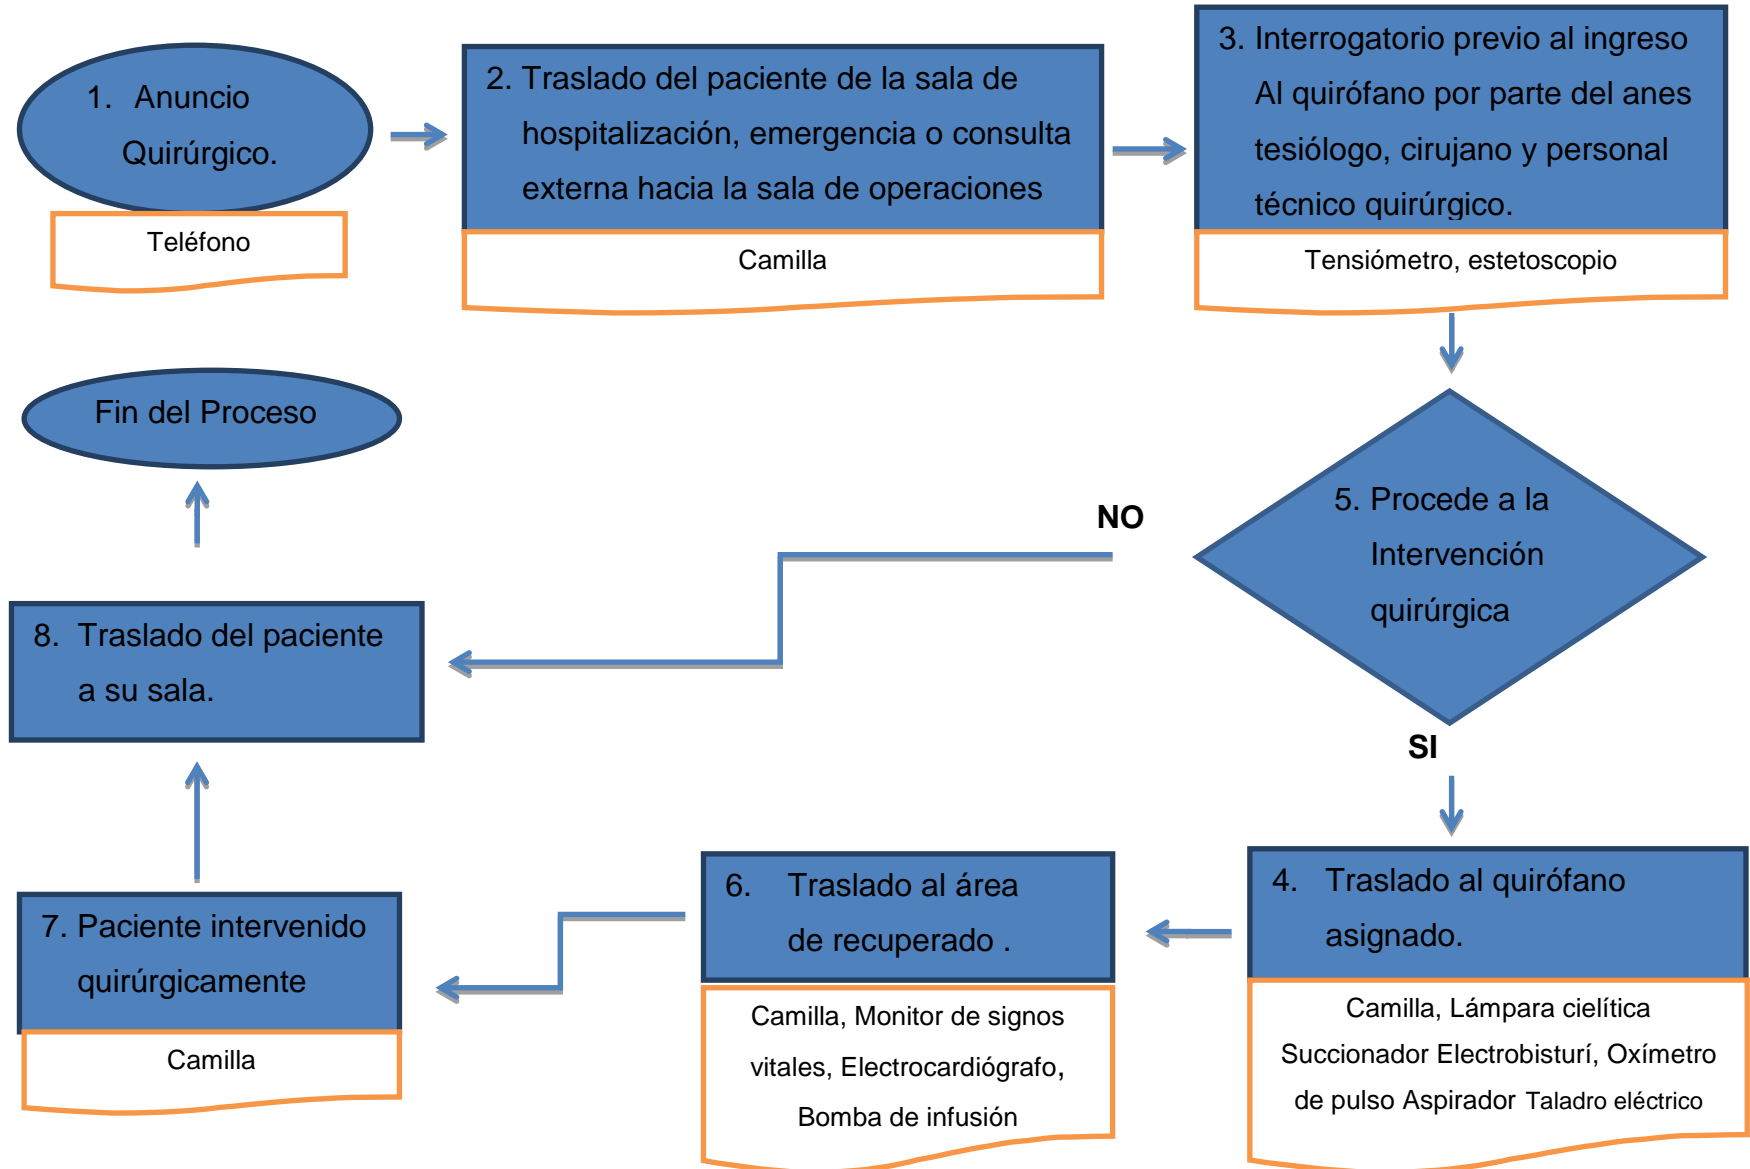 1. Anuncio
Quirúrgico.
Teléfono
2. Traslado del paciente de la sala de
hospitalización, emergencia o consulta
externa hacia la sala de operaciones
Camilla
3. Interrogatorio previo al ingreso
Al quirófano por parte del anes
tesiólogo, cirujano y personal
técnico quirúrgico.
Tensiómetro, estetoscopio
5. Procede a la
Intervención
quirúrgica
NO
SI
4. Traslado al quirófano
asignado.
Camilla, Lámpara cielítica
Succionador Electrobisturí, Oxímetro
de pulso Aspirador Taladro eléctrico
6. Traslado al área
de recuperado .
Camilla, Monitor de signos
vitales, Electrocardiógrafo,
Bomba de infusión
7. Paciente intervenido
quirúrgicamente
Camilla
8. Traslado del paciente
a su sala.
Fin del Proceso